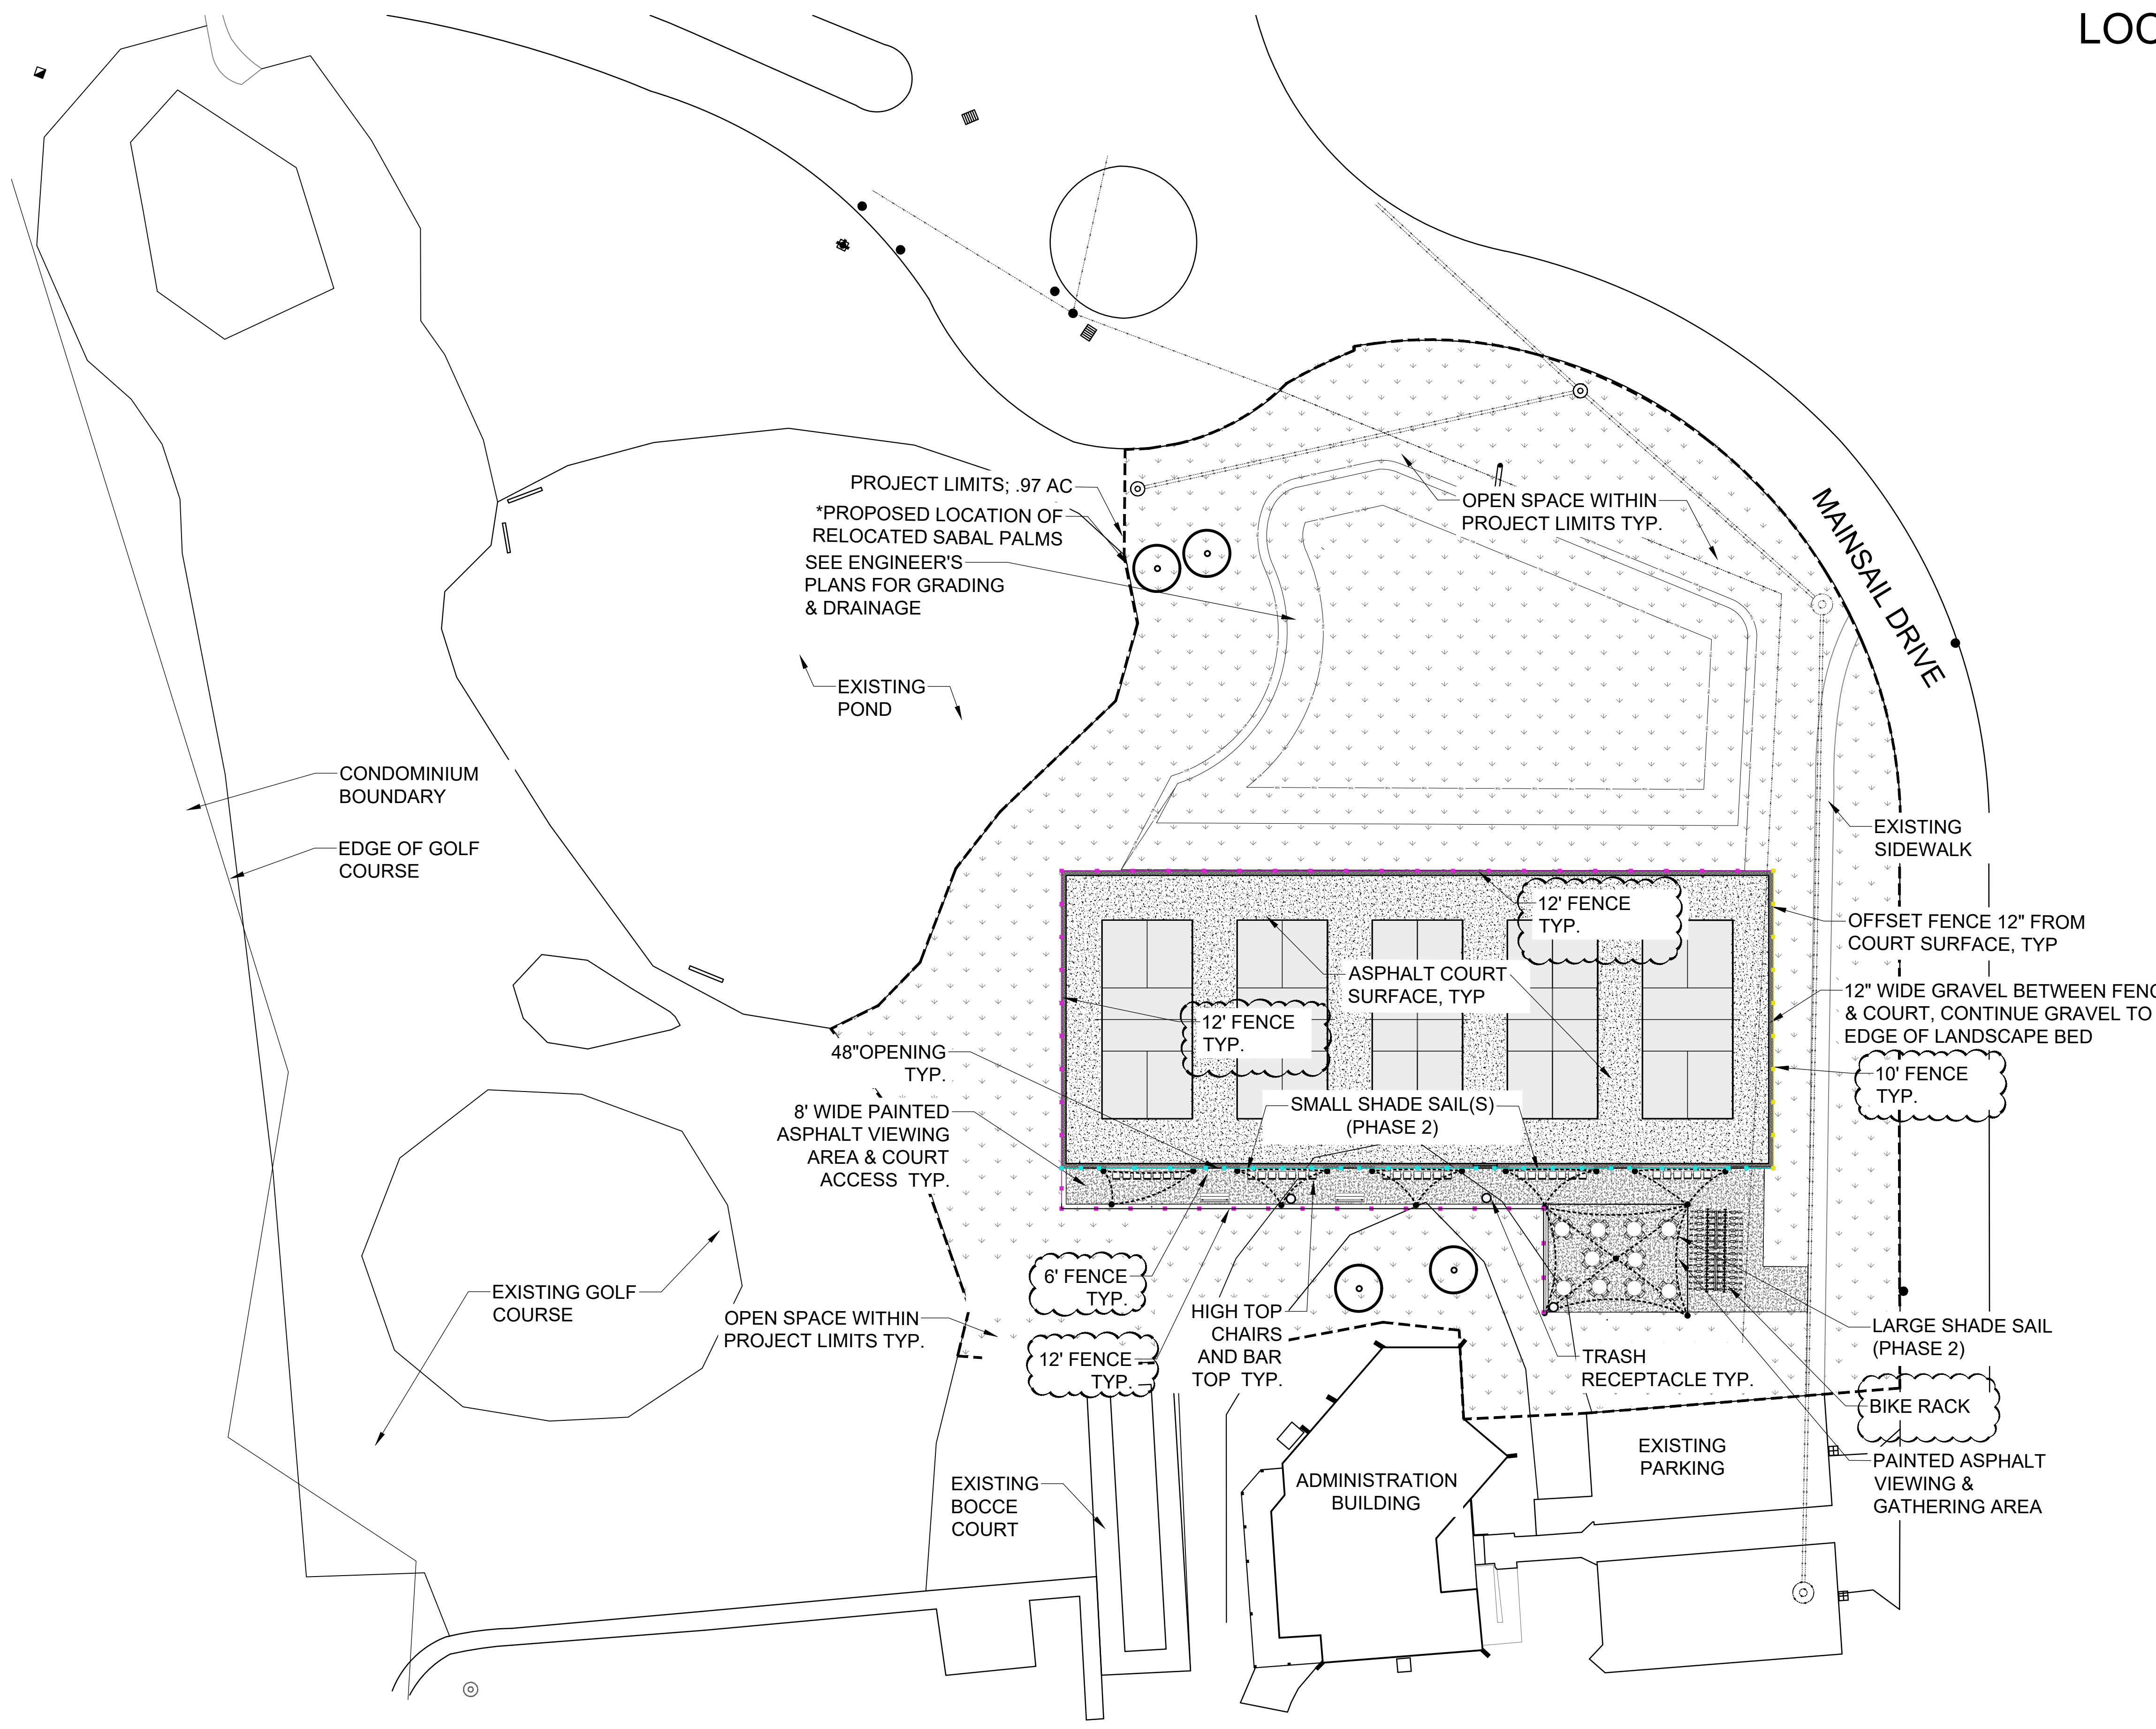 LOC
PROJECT LIMITS; .97 AC
*PROPOSED LOCATION OF
RELOCATED SABAL PALMS
SEE ENGINEER'S
PLANS FOR GRADING
& DRAINAGE
OPEN SPACE WITHIN
PROJECT LIMITS TYP.
MAINSAIL DRIVE
EXISTING
POND
CONDOMINIUM
BOUNDARY
EDGE OF GOLF
COURSE
EXISTING
SIDEWALK
12' FENCE
TYP.
OFFSET FENCE 12" FROM
COURT SURFACE, TYP
ASPHALT COURT
SURFACE, TYP
12" WIDE GRAVEL BETWEEN FENC
& COURT, CONTINUE GRAVEL TO
EDGE OF LANDSCAPE BED
12' FENCE
TYP.
48"OPENING
TYP.
10' FENCE
TYP.
8' WIDE PAINTED
ASPHALT VIEWING
AREA & COURT
ACCESS TYP.
SMALL SHADE SAIL(S)
(PHASE 2)
6' FENCE
TYP.
EXISTING GOLF
COURSE
OPEN SPACE WITHIN
PROJECT LIMITS TYP.
12' FENCE
TYP.
HIGH TOP
CHAIRS
AND BAR
TOP TYP.
TRASH
RECEPTACLE TYP.
LARGE SHADE SAIL
(PHASE 2)
BIKE RACK
PAINTED ASPHALT
VIEWING &
GATHERING AREA
EXISTING
PARKING
ADMINISTRATION
BUILDING
EXISTING
BOCCE
COURT